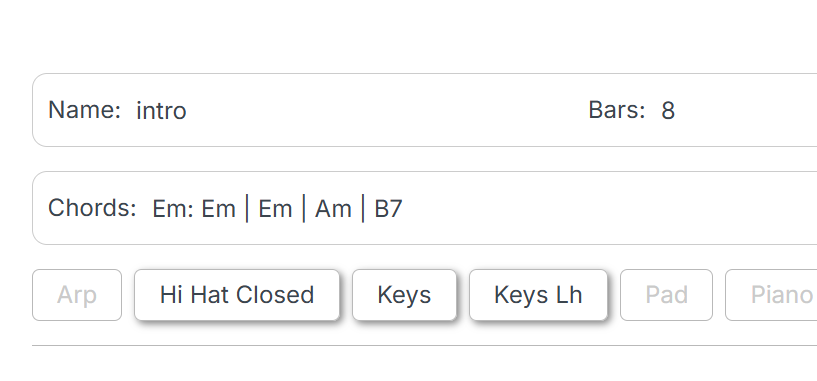 Name: intro Bars: 8
Chords: Em: Em | Em | Am | B7
Arp Hi Hat Closed Keys Keys Lh Pad Piano